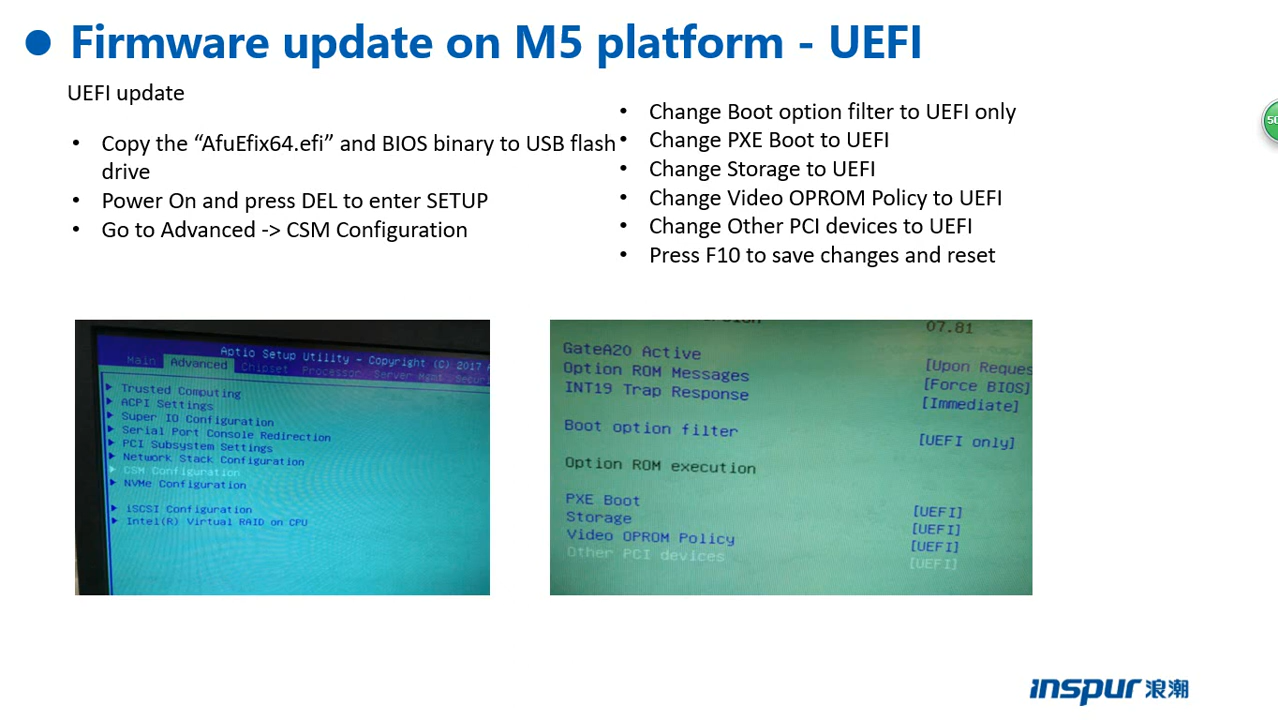 Firmware update on M5 platform - UEFI
UEFI update
• Copy the “AfuEfix64.efi” and BIOS binary to USB flash
drive
• Power On and press DEL to enter SETUP
• Go to Advanced -> CSM Configuration
• Change Boot option filter to UEFI only
• Change PXE Boot to UEFI
• Change Storage to UEFI
• Change Video OPROM Policy to UEFI
• Change Other PCI devices to UEFI
• Press F10 to save changes and reset
Aptio Setup Utility - Copyright (C) 2017
Main Advanced Chipset Processor Server Mgmt
Trusted Computing
ACPI Settings
Super IO Configuration
Serial Port Console Redirection
PCI Subsystem Settings
Network Stack Configuration
CSM Configuration
NVMe Configuration
iSCSI Configuration
Intel(R) Virtual RAID on CPU
07.81
GateA20 Active [Upon Reques
Option ROM Messages [Force BIOS]
INT19 Trap Response [Immediate]
Boot option filter [UEFI only]
Option ROM execution
PXE Boot [UEFI]
Storage [UEFI]
Video OPROM Policy [UEFI]
Other PCI devices [UEFI]
inspur 浪潮